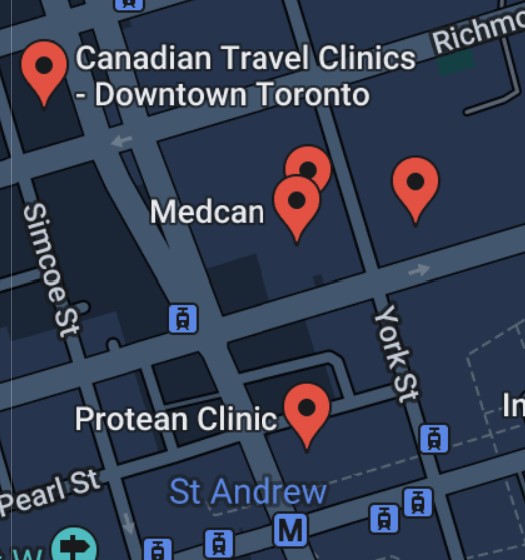 Richmo
Canadian Travel Clinics
- Downtown Toronto
Medcan
Simcoe St
York St
In
Protean Clinic
Pearl St
St Andrew
M
W